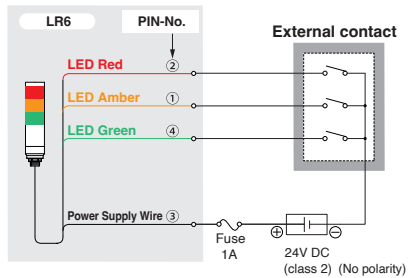 LR6
PIN-No.
External contact
LED Red ②
LED Amber ①
LED Green ④
Power Supply Wire ③
Fuse
1A
⊕ ⊖
24V DC
(class 2) (No polarity)